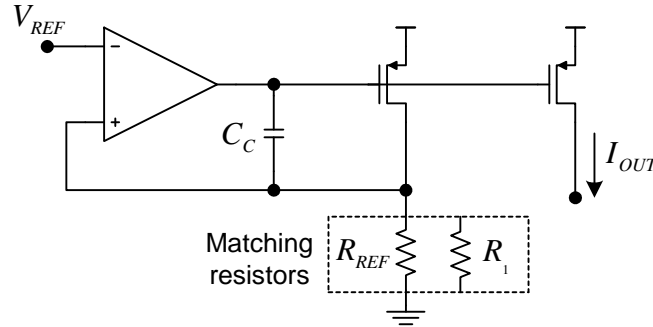 V_REF
−
+
C_C
I_OUT
Matching
resistors
R_REF
R_1